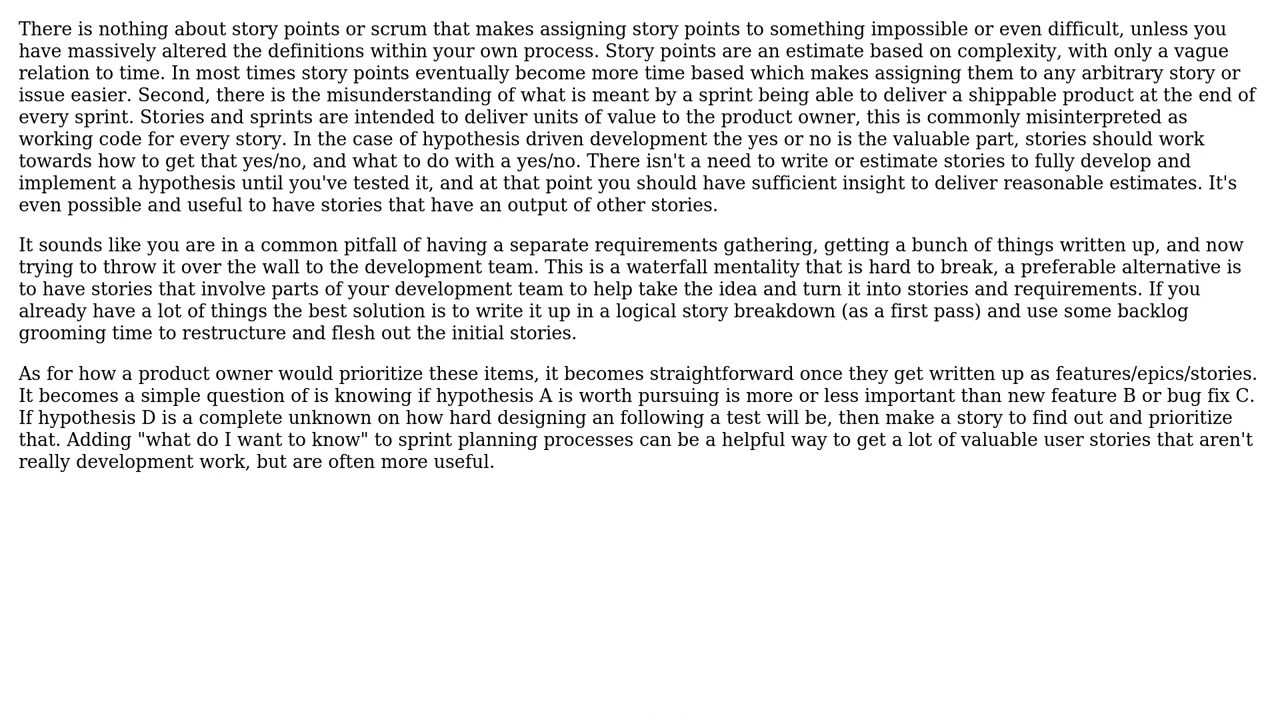 There is nothing about story points or scrum that makes assigning story points to something impossible or even difficult, unless you
have massively altered the definitions within your own process. Story points are an estimate based on complexity, with only a vague
relation to time. In most times story points eventually become more time based which makes assigning them to any arbitrary story or
issue easier. Second, there is the misunderstanding of what is meant by a sprint being able to deliver a shippable product at the end of
every sprint. Stories and sprints are intended to deliver units of value to the product owner, this is commonly misinterpreted as
working code for every story. In the case of hypothesis driven development the yes or no is the valuable part, stories should work
towards how to get that yes/no, and what to do with a yes/no. There isn't a need to write or estimate stories to fully develop and
implement a hypothesis until you've tested it, and at that point you should have sufficient insight to deliver reasonable estimates. It's
even possible and useful to have stories that have an output of other stories.
It sounds like you are in a common pitfall of having a separate requirements gathering, getting a bunch of things written up, and now
trying to throw it over the wall to the development team. This is a waterfall mentality that is hard to break, a preferable alternative is
to have stories that involve parts of your development team to help take the idea and turn it into stories and requirements. If you
already have a lot of things the best solution is to write it up in a logical story breakdown (as a first pass) and use some backlog
grooming time to restructure and flesh out the initial stories.
As for how a product owner would prioritize these items, it becomes straightforward once they get written up as features/epics/stories.
It becomes a simple question of is knowing if hypothesis A is worth pursuing is more or less important than new feature B or bug fix C.
If hypothesis D is a complete unknown on how hard designing an following a test will be, then make a story to find out and prioritize
that. Adding "what do I want to know" to sprint planning processes can be a helpful way to get a lot of valuable user stories that aren't
really development work, but are often more useful.